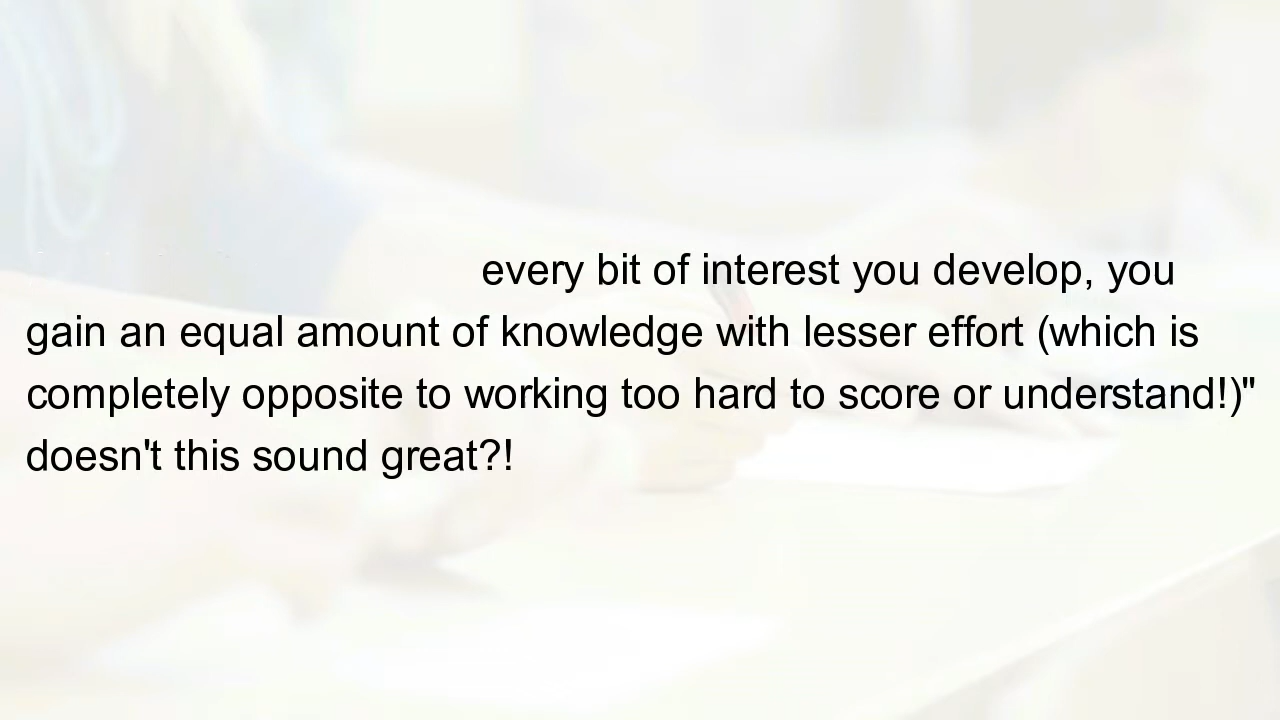 every bit of interest you develop, you
gain an equal amount of knowledge with lesser effort (which is
completely opposite to working too hard to score or understand!)"
doesn't this sound great?!